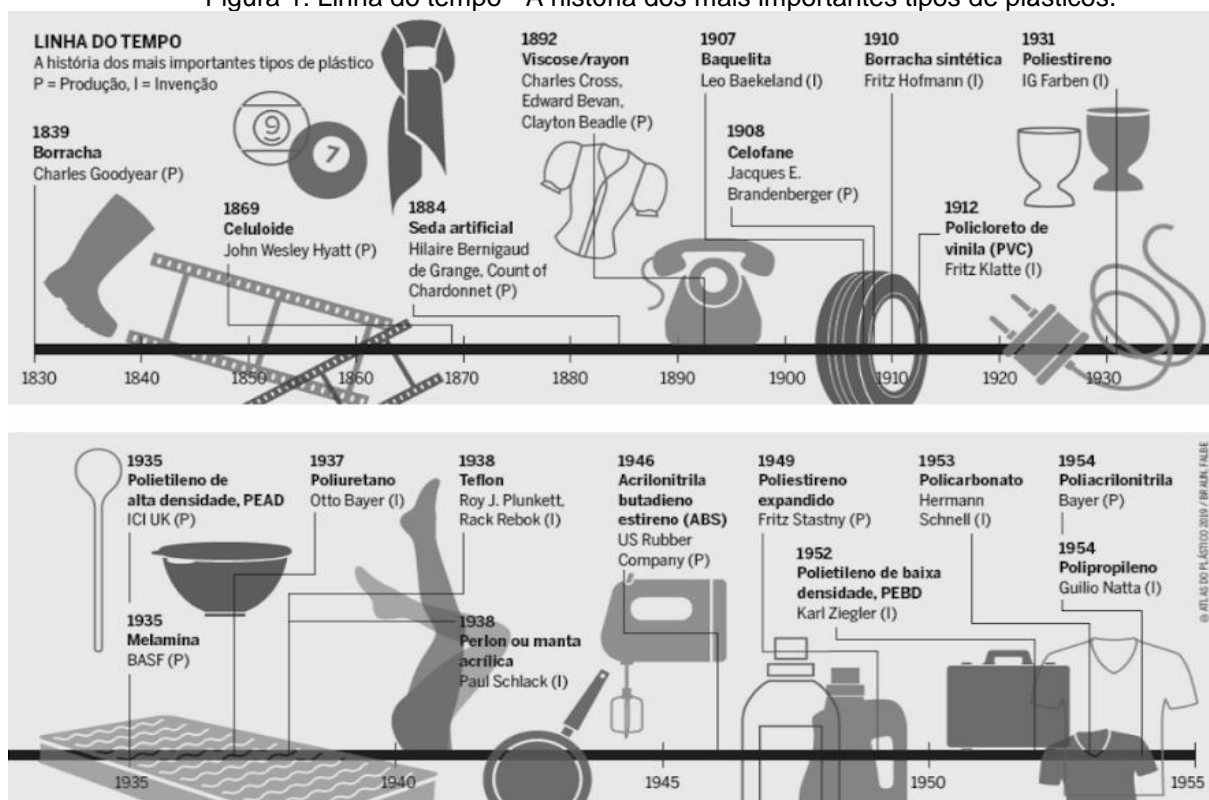 Figura 1: Linha do tempo - A história dos mais importantes tipos de plásticos.
LINHA DO TEMPO
A história dos mais importantes tipos de plástico
P = Produção, I = Invenção
1839
Borracha
Charles Goodyear (P)
9
7
1869
Celuloide
John Wesley Hyatt (P)
1884
Seda artificial
Hilaire Bernigaud
de Grange, Count of
Chardonnet (P)
1892
Viscose/rayon
Charles Cross,
Edward Bevan,
Clayton Beadle (P)
1907
Baquelita
Leo Baekeland (I)
1908
Celofane
Jacques E.
Brandenberger (P)
1910
Borracha sintética
Fritz Hofmann (I)
1912
Policloreto de
vinila (PVC)
Fritz Klatte (I)
1931
Poliestireno
IG Farben (I)
1830 1840 1850 1860 1870 1880 1890 1900 1910 1920 1930
1935
Polietileno de
alta densidade, PEAD
ICI UK (P)
1935
Melamina
BASF (P)
1937
Poliuretano
Otto Bayer (I)
1938
Teflon
Roy J. Plunkett,
Rack Rebok (I)
1938
Perlon ou manta
acrílica
Paul Schlack (I)
1946
Acrilonitrila
butadieno
estireno (ABS)
US Rubber
Company (P)
1949
Poliestireno
expandido
Fritz Stastny (P)
1952
Polietileno de baixa
densidade, PEBD
Karl Ziegler (I)
1953
Policarbonato
Hermann
Schnell (I)
1954
Poliacrilonitrila
Bayer (P)
1954
Polipropileno
Guilio Natta (I)
1935 1940 1945 1950 1955
© ATLAS DO PLÁSTICO 2019 / BRAUN, FALBE